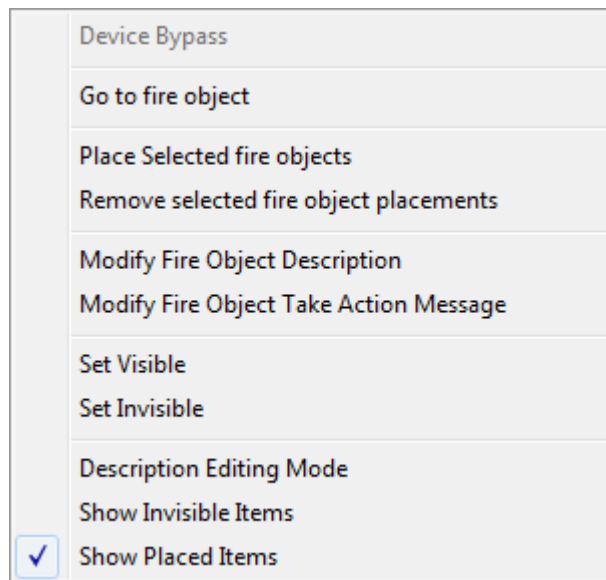 Device Bypass
Go to fire object
Place Selected fire objects
Remove selected fire object placements
Modify Fire Object Description
Modify Fire Object Take Action Message
Set Visible
Set Invisible
Description Editing Mode
Show Invisible Items
Show Placed Items